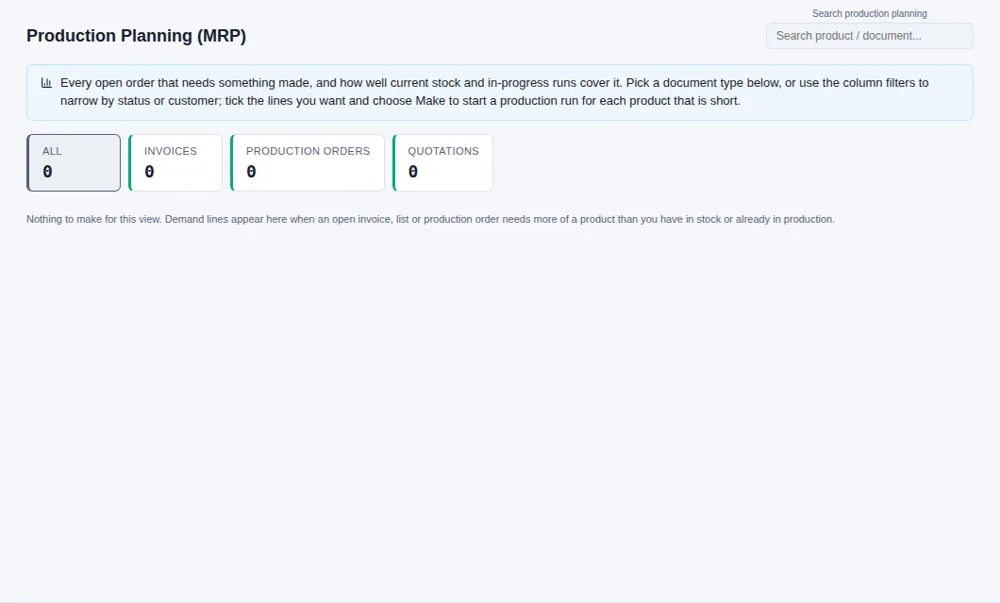 Search production planning
Production Planning (MRP)
Search product / document...
Every open order that needs something made, and how well current stock and in-progress runs cover it. Pick a document type below, or use the column filters to
narrow by status or customer; tick the lines you want and choose Make to start a production run for each product that is short.
ALL
0
INVOICES
0
PRODUCTION ORDERS
0
QUOTATIONS
0
Nothing to make for this view. Demand lines appear here when an open invoice, list or production order needs more of a product than you have in stock or already in production.